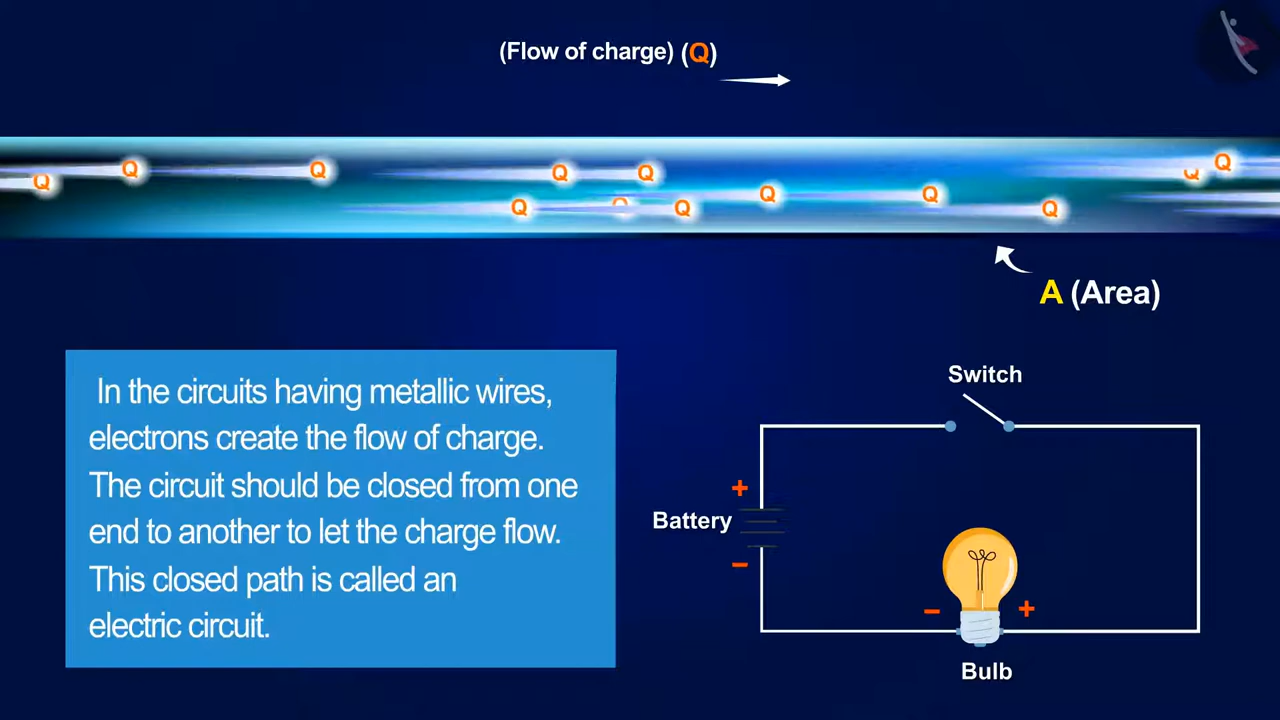 (Flow of charge) (Q)
Q Q Q Q Q Q Q
Q Q Q Q Q Q Q
A (Area)
In the circuits having metallic wires,
electrons create the flow of charge.
The circuit should be closed from one
end to another to let the charge flow.
This closed path is called an
electric circuit.
Switch
+
Battery
−
− +
Bulb